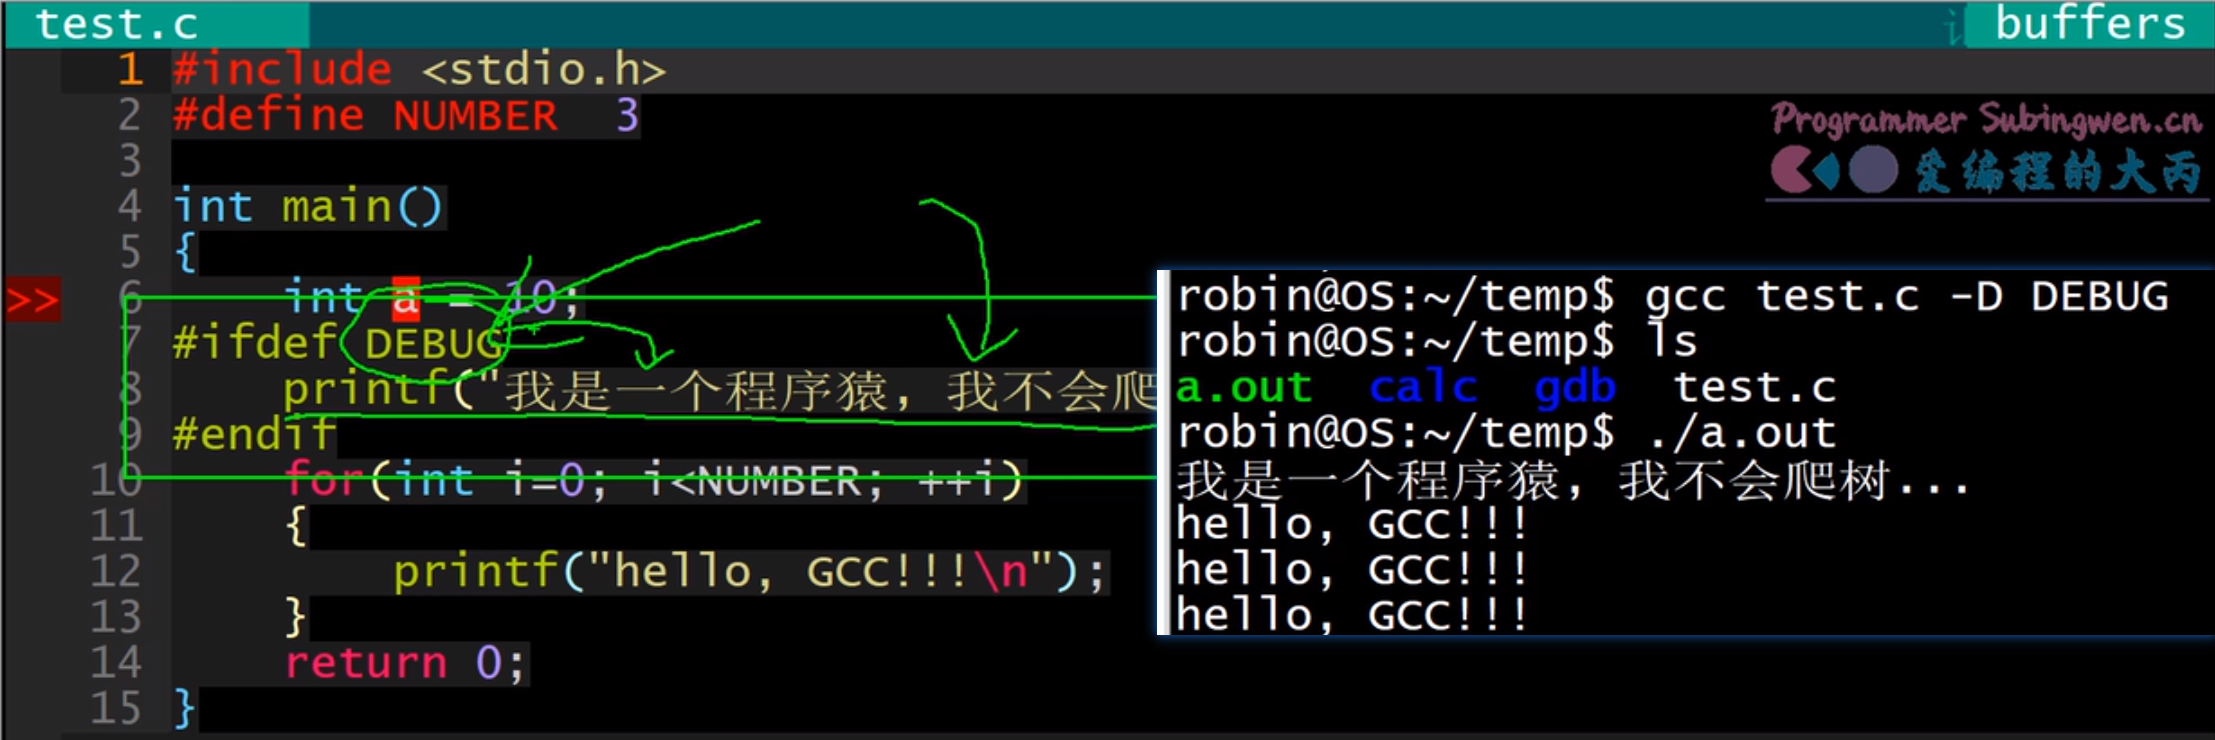 test.c
buffers
1 #include <stdio.h>
2 #define NUMBER 3
Programmer Subingwen.cn
3
爱编程的大丙
4 int main()
5 {
6 int a = 10;
>>
7 #ifdef DEBUG
8 printf("我是一个程序猿, 我不会爬
9 #endif
10 for(int i=0; i<NUMBER; ++i)
11 {
12 printf("hello, GCC!!!\n");
13 }
14 return 0;
15 }
robin@OS:~/temp$ gcc test.c -D DEBUG
robin@OS:~/temp$ ls
a.out calc gdb test.c
robin@OS:~/temp$ ./a.out
我是一个程序猿, 我不会爬树...
hello, GCC!!!
hello, GCC!!!
hello, GCC!!!